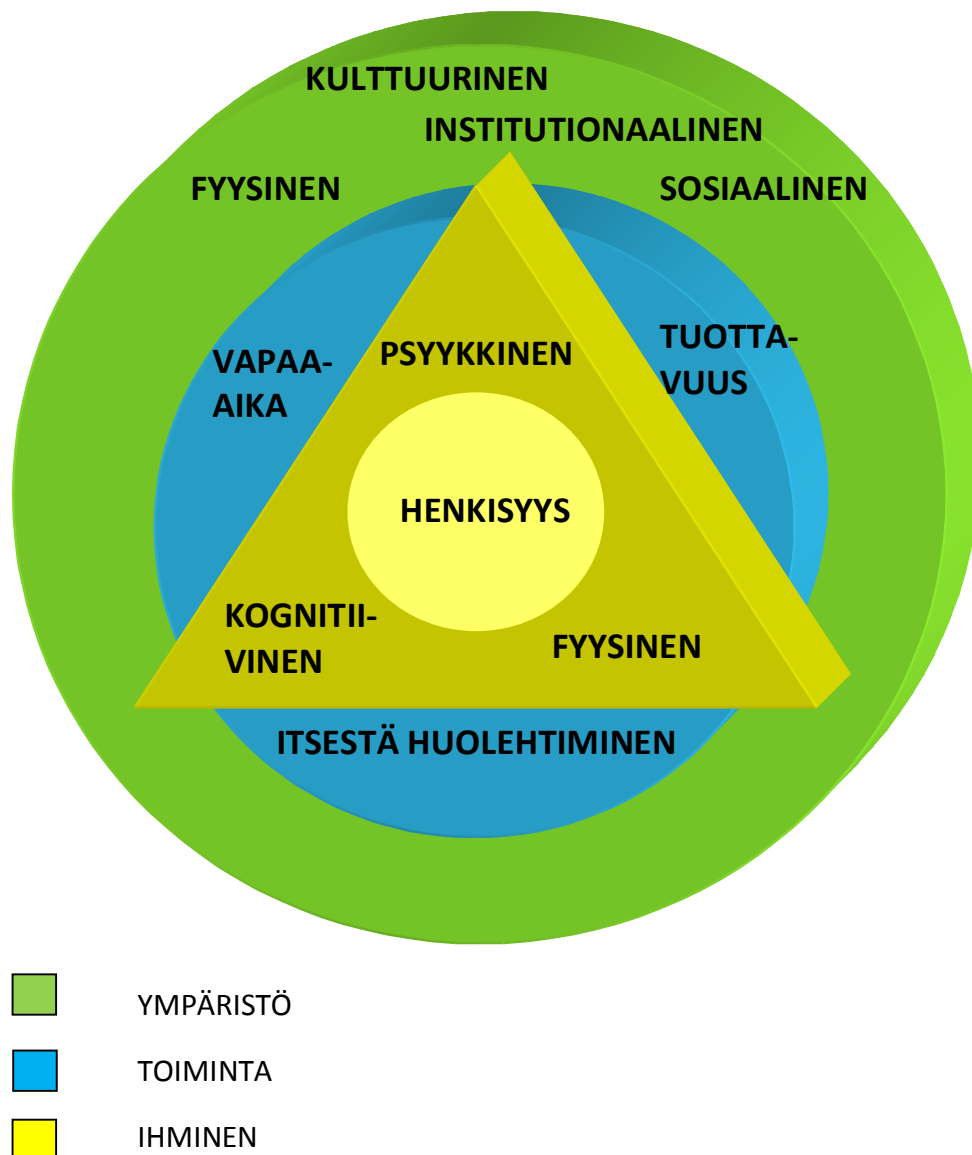 KULTTUURINEN
INSTITUTIONAALINEN
FYYSINEN
SOSIAALINEN
VAPAA-
AIKA
PSYYKKINEN
TUOTTA-
VUUS
HENKISYYS
KOGNITII-
VINEN
FYYSINEN
ITSESTÄ HUOLEHTIMINEN
YMPÄRISTÖ
TOIMINTA
IHMINEN